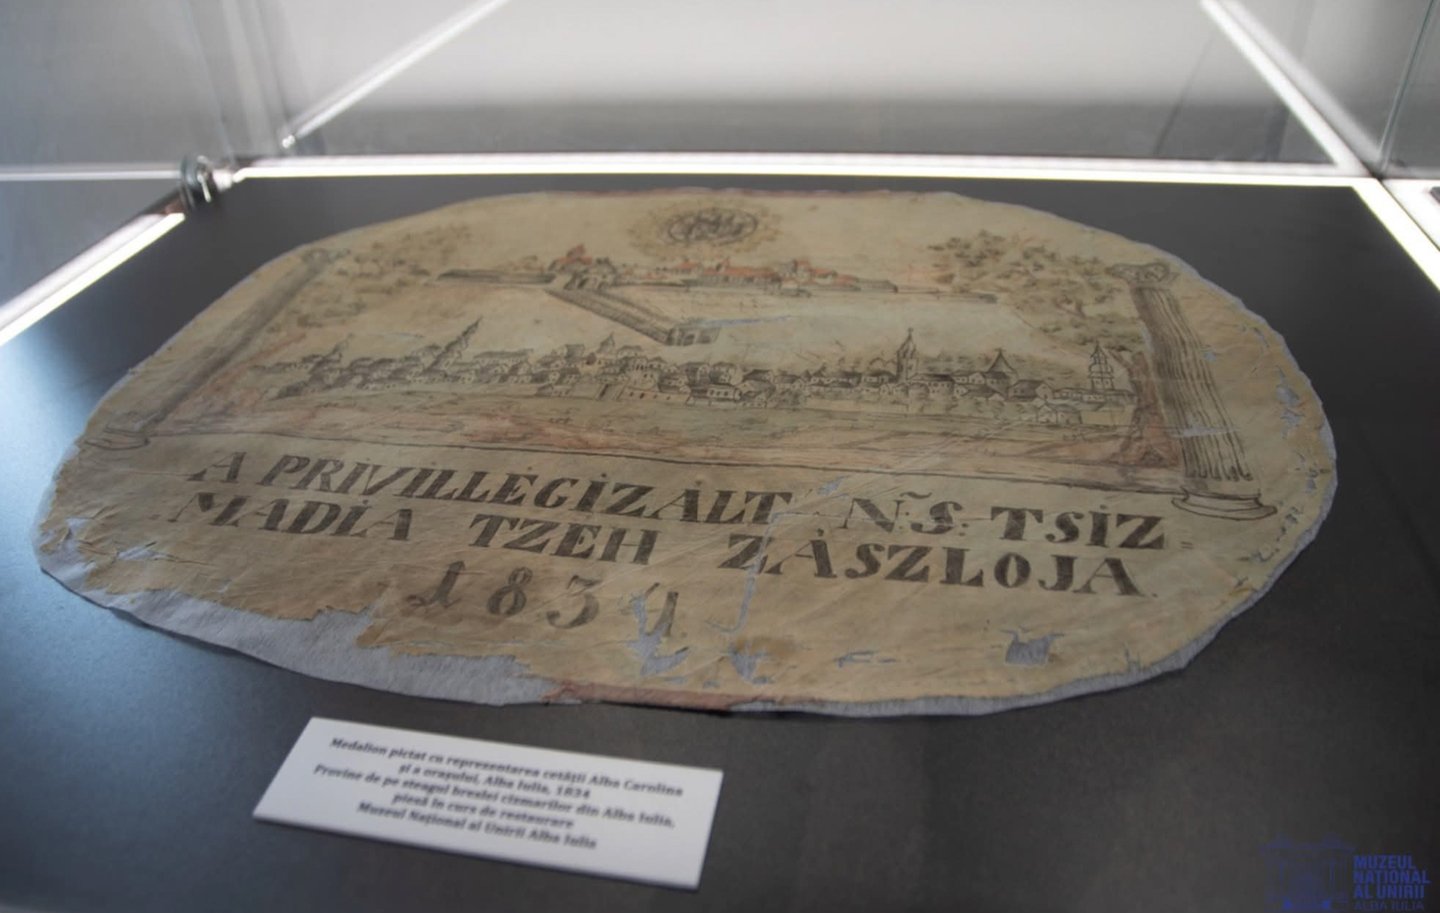 A PRIVILLÉGIZÁLT N̄S: TSIZ=
MADIA TZEH ZÁSZLOJA.
1834
Medalion pictat cu reprezentarea cetății Alba Carolina
și a orașului, Alba Iulia, 1834
Provine de pe steagul breslei cizmarilor din Alba Iulia,
piesă în curs de restaurare
Muzeul Național al Unirii Alba Iulia
MUZEUL
NAȚIONAL
AL UNIRII
ALBA IULIA